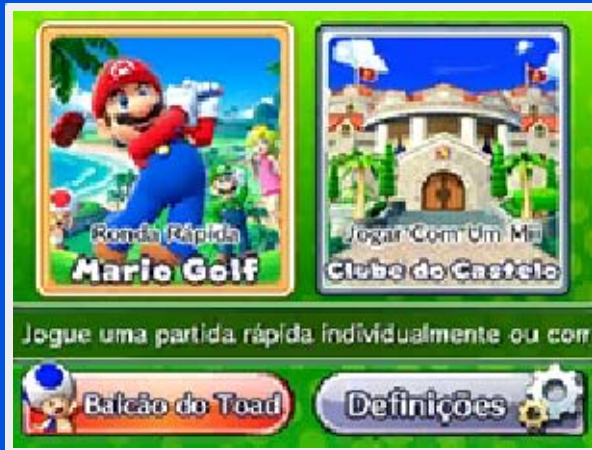 Ronda Rápida
Mario Golf
Jogar Com Um Mii
Clube do Castelo
Jogue uma partida rápida individualmente ou com
Balcão do Toad
Definições